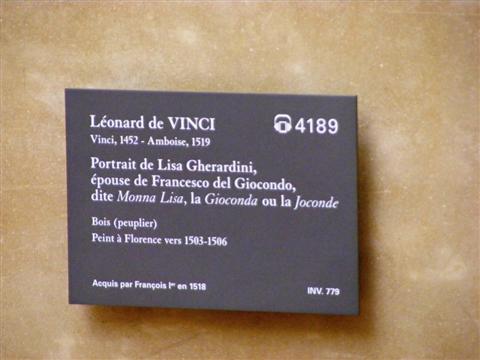 Léonard de VINCI
4189
Vinci, 1452 - Amboise, 1519
Portrait de Lisa Gherardini,
épouse de Francesco del Giocondo,
dite Monna Lisa, la Gioconda ou la Joconde
Bois (peuplier)
Peint à Florence vers 1503-1506
Acquis par François Ier en 1518
INV. 779